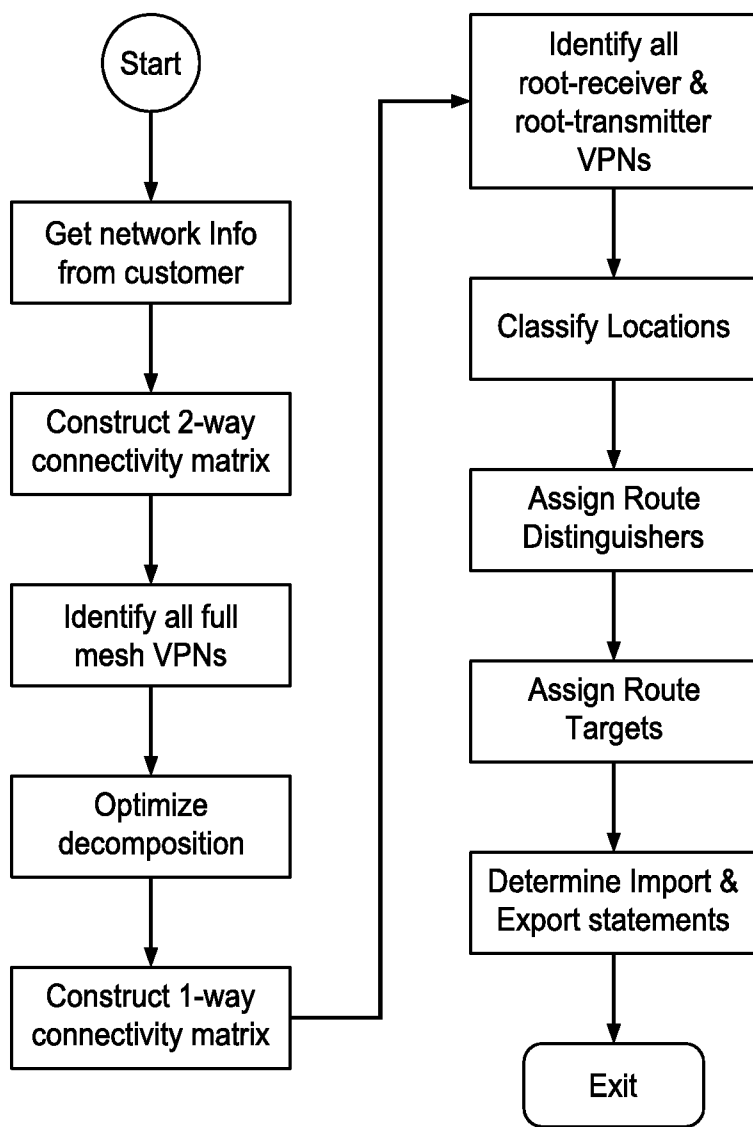 Start
Get network Info
from customer
Construct 2-way
connectivity matrix
Identify all full
mesh VPNs
Optimize
decomposition
Construct 1-way
connectivity matrix
Identify all
root-receiver &
root-transmitter
VPNs
Classify Locations
Assign Route
Distinguishers
Assign Route
Targets
Determine Import &
Export statements
Exit